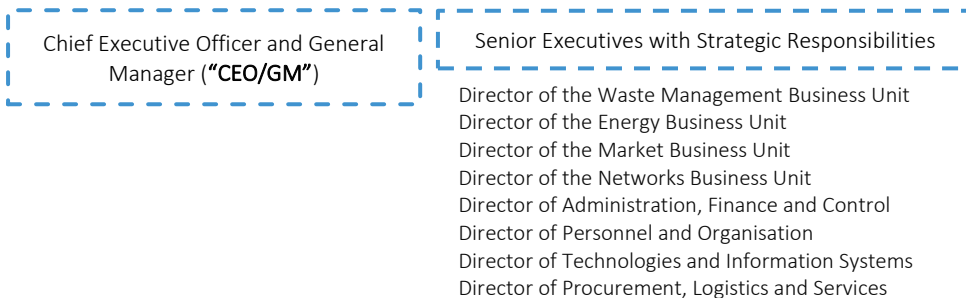 Chief Executive Officer and General
Manager (“CEO/GM”)
Senior Executives with Strategic Responsibilities
Director of the Waste Management Business Unit
Director of the Energy Business Unit
Director of the Market Business Unit
Director of the Networks Business Unit
Director of Administration, Finance and Control
Director of Personnel and Organisation
Director of Technologies and Information Systems
Director of Procurement, Logistics and Services